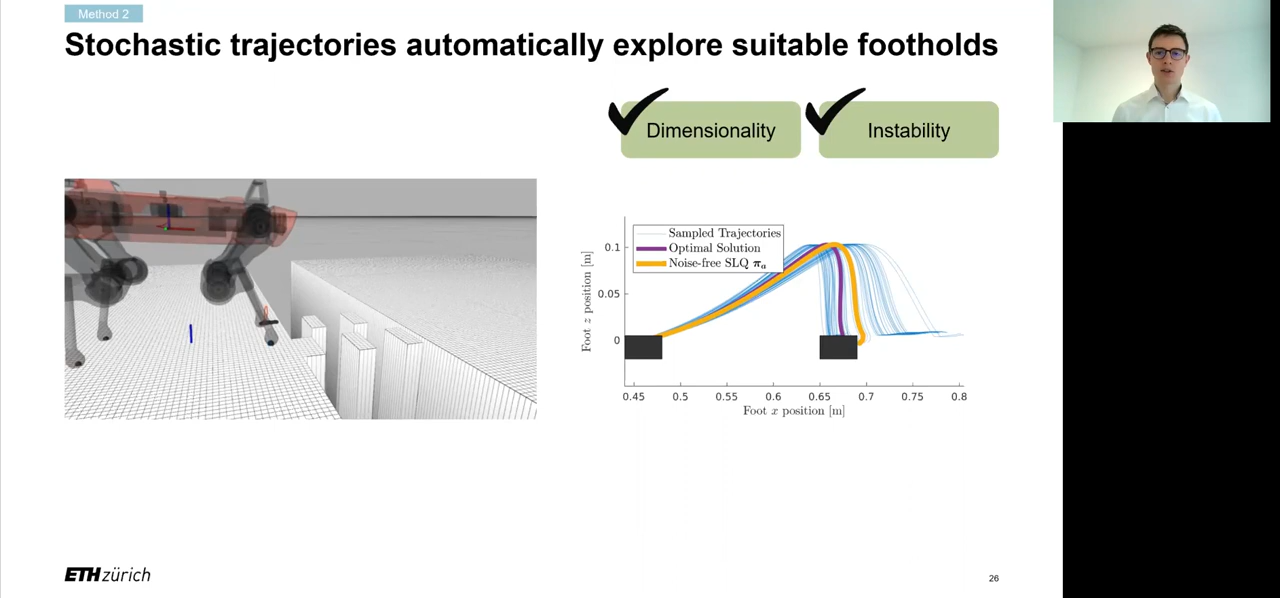 Method 2
Stochastic trajectories automatically explore suitable footholds
Dimensionality
Instability
Sampled Trajectories
Optimal Solution
Noise-free SLQ πₐ
Foot z position [m]
0.1
0.05
0
0.45 0.5 0.55 0.6 0.65 0.7 0.75 0.8
Foot x position [m]
ETH zürich
26